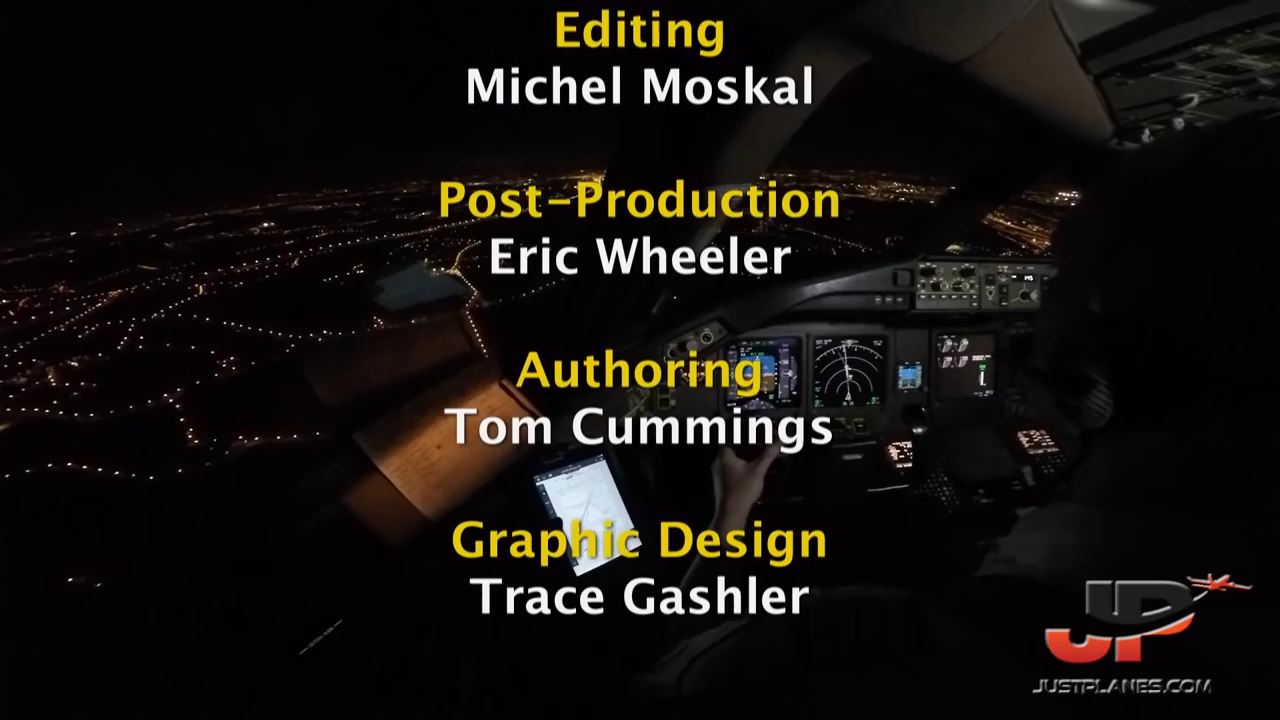 Editing
Michel Moskal
Post-Production
Eric Wheeler
Authoring
Tom Cummings
Graphic Design
Trace Gashler
JP
JUSTPLANES.COM